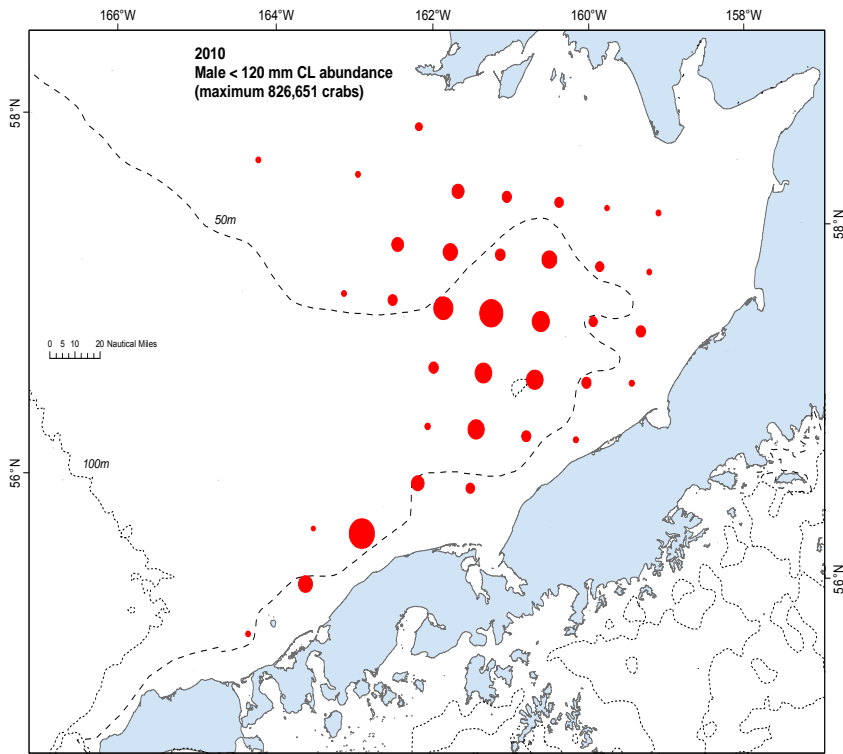 166°W 164°W 162°W 160°W 158°W
2010
Male < 120 mm CL abundance
(maximum 826,651 crabs)
58°N
50m
58°N
0 5 10 20 Nautical Miles
100m
56°N
56°N